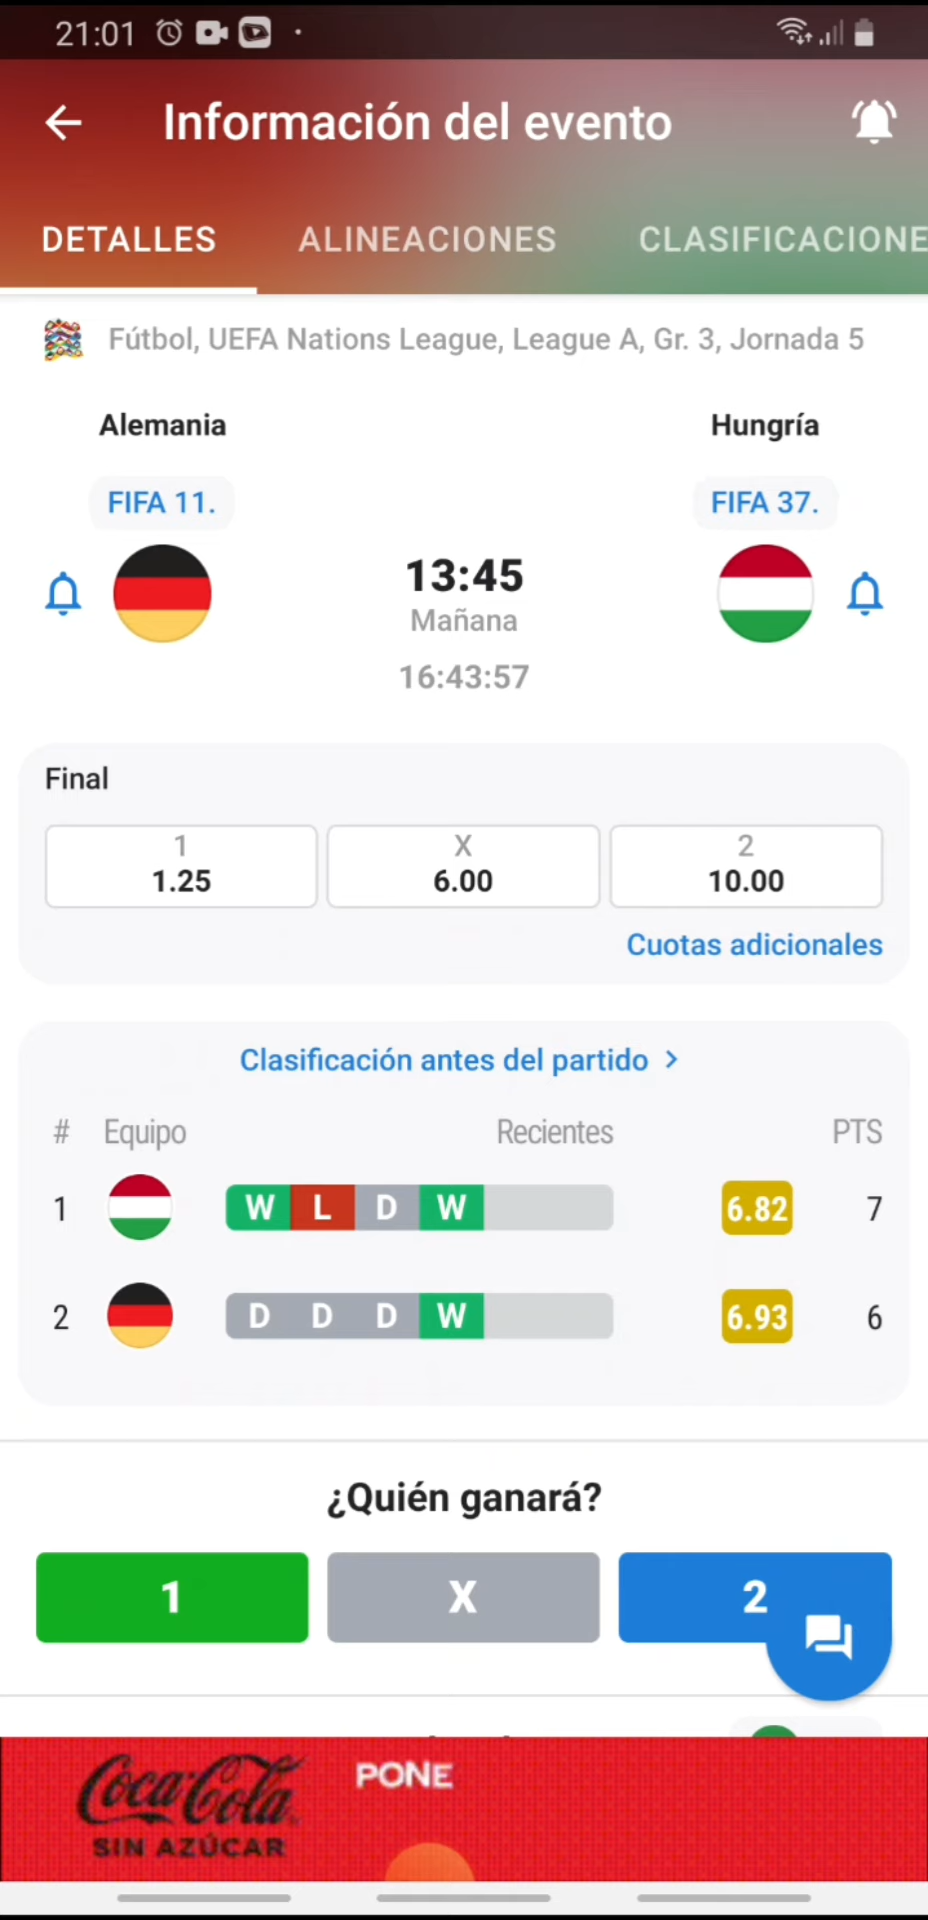 21:01
Información del evento
DETALLES ALINEACIONES CLASIFICACIONE
Fútbol, UEFA Nations League, League A, Gr. 3, Jornada 5
Alemania Hungría
FIFA 11. FIFA 37.
13:45
Mañana
16:43:57
Final
1 X 2
1.25 6.00 10.00
Cuotas adicionales
Clasificación antes del partido >
# Equipo Recientes PTS
1 W L D W 6.82 7
2 D D D W 6.93 6
¿Quién ganará?
1 X 2
Coca-Cola PONE
SIN AZÚCAR